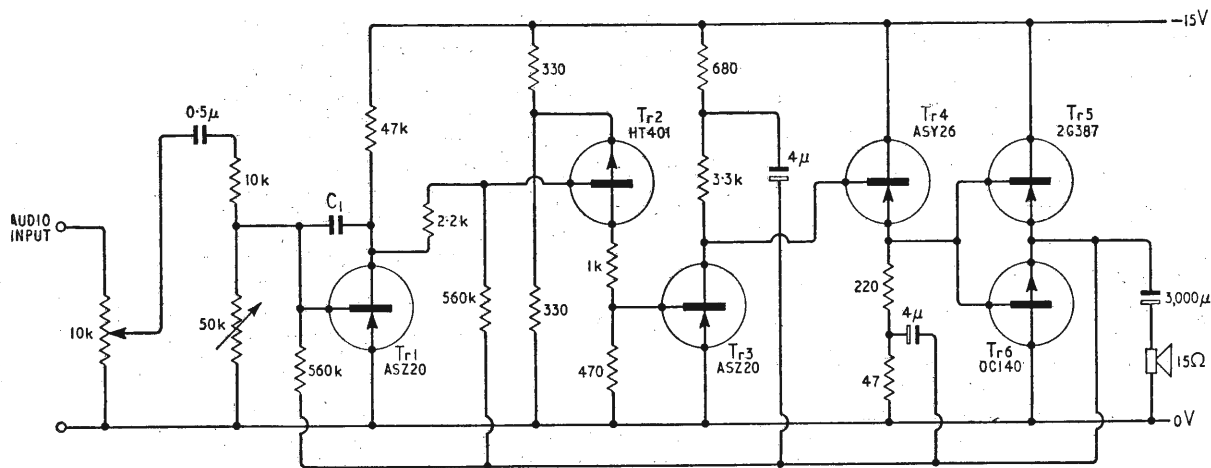 -15V
330
680
0·5μ
47k
Tr2
HT401
Tr4
ASY26
Tr5
2G387
10k
4μ
3·3k
C1
2·2k
AUDIO
INPUT
1k
10k
50k
560k
330
220
4μ
3,000μ
Tr1
ASZ20
560k
470
Tr3
ASZ20
47
Tr6
OC140
15Ω
0V